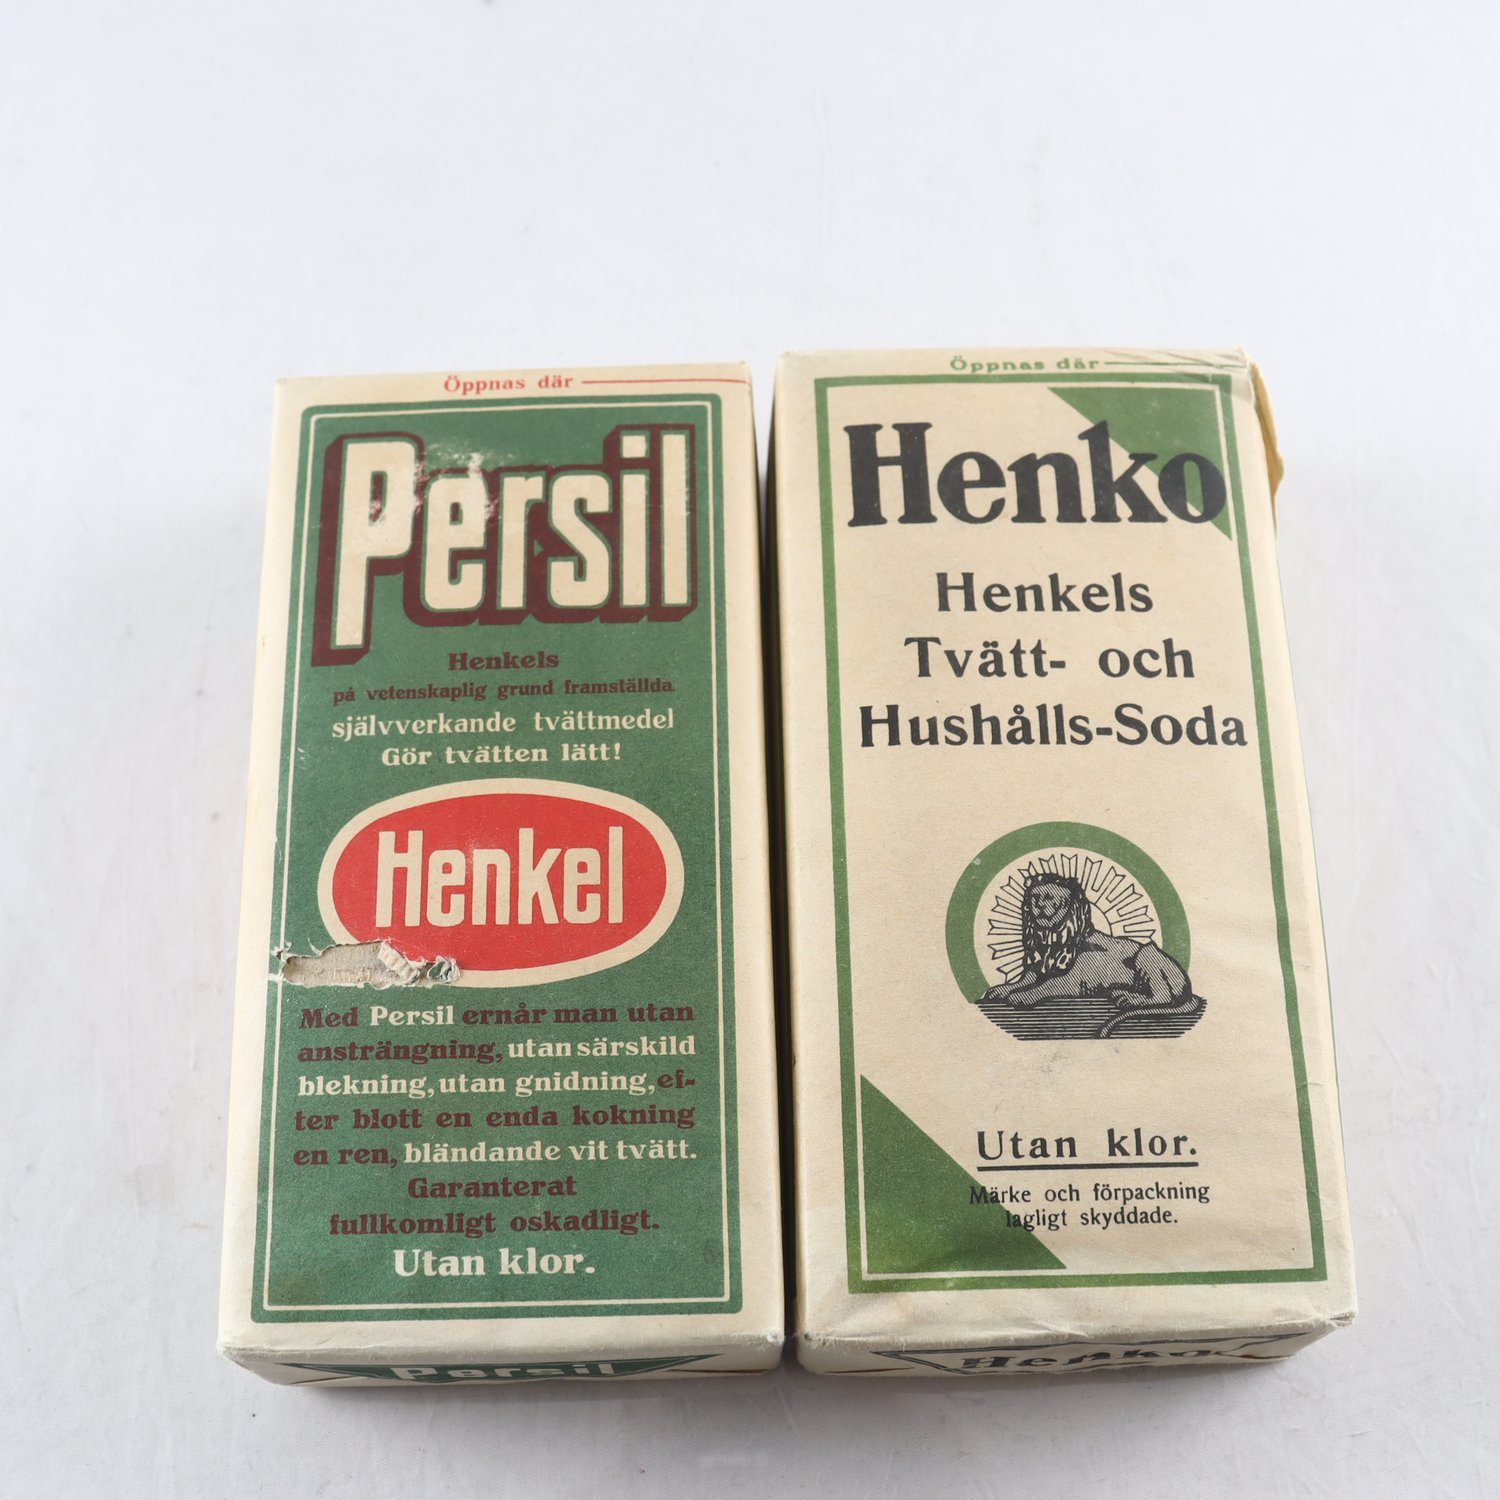 Öppnas där
Persil
Henkels
på vetenskaplig grund framställda
självverkande tvättmedel
Gör tvätten lätt!
Henkel
Med Persil ernår man utan
ansträngning, utan särskild
blekning, utan gnidning, ef-
ter blott en enda kokning
en ren, bländande vit tvätt.
Garanterat
fullkomligt oskadligt.
Utan klor.
Persil
Öppnas där
Henko
Henkels
Tvätt- och
Hushålls-Soda
Utan klor.
Märke och förpackning
lagligt skyddade.
Henko